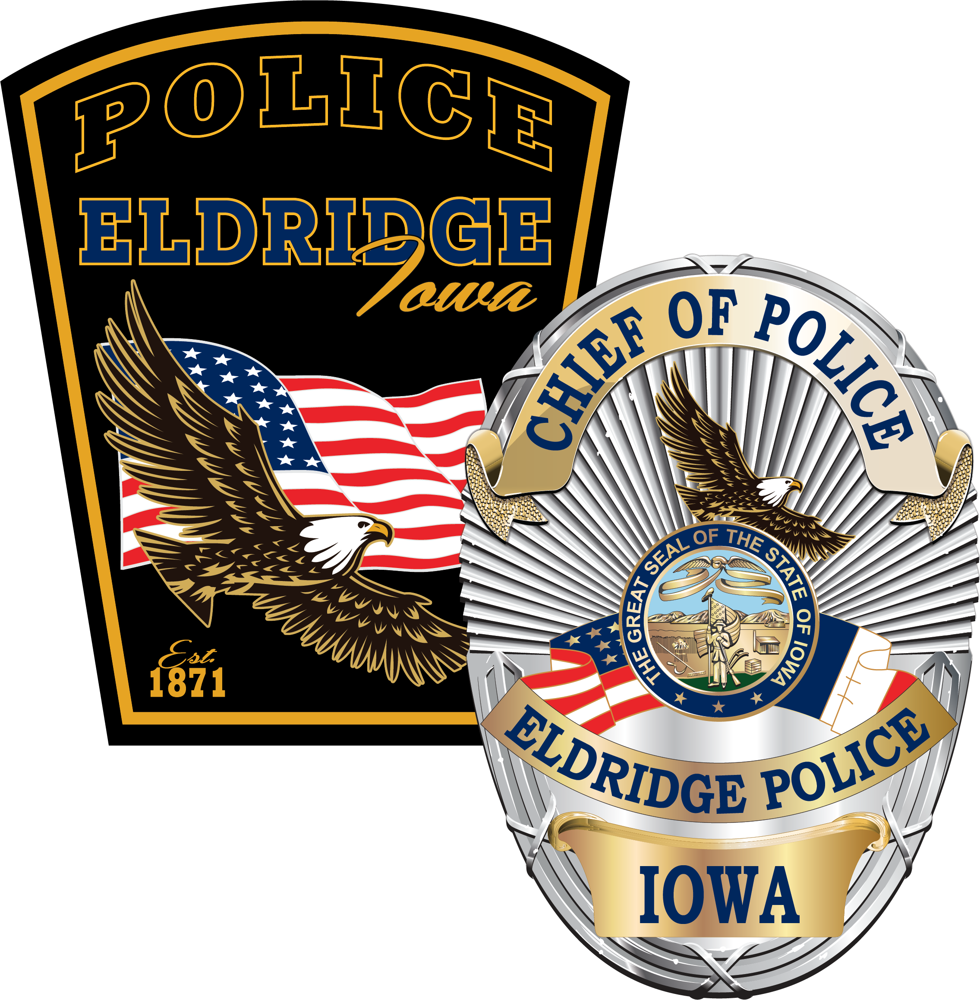 POLICE
ELDRIDGE
Iowa
Est.
1871
CHIEF OF POLICE
THE GREAT SEAL OF THE STATE OF IOWA
ELDRIDGE POLICE
IOWA